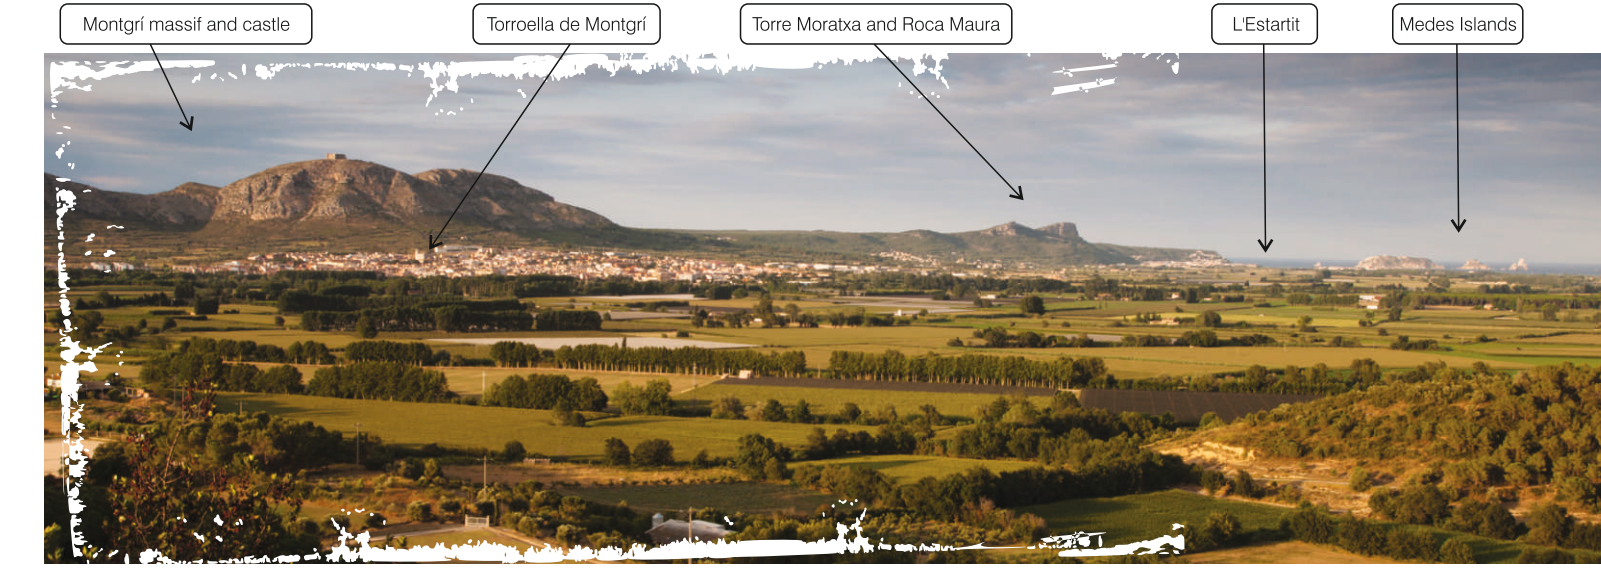 Montgrí massif and castle
Torroella de Montgrí
Torre Moratxa and Roca Maura
L'Estartit
Medes Islands